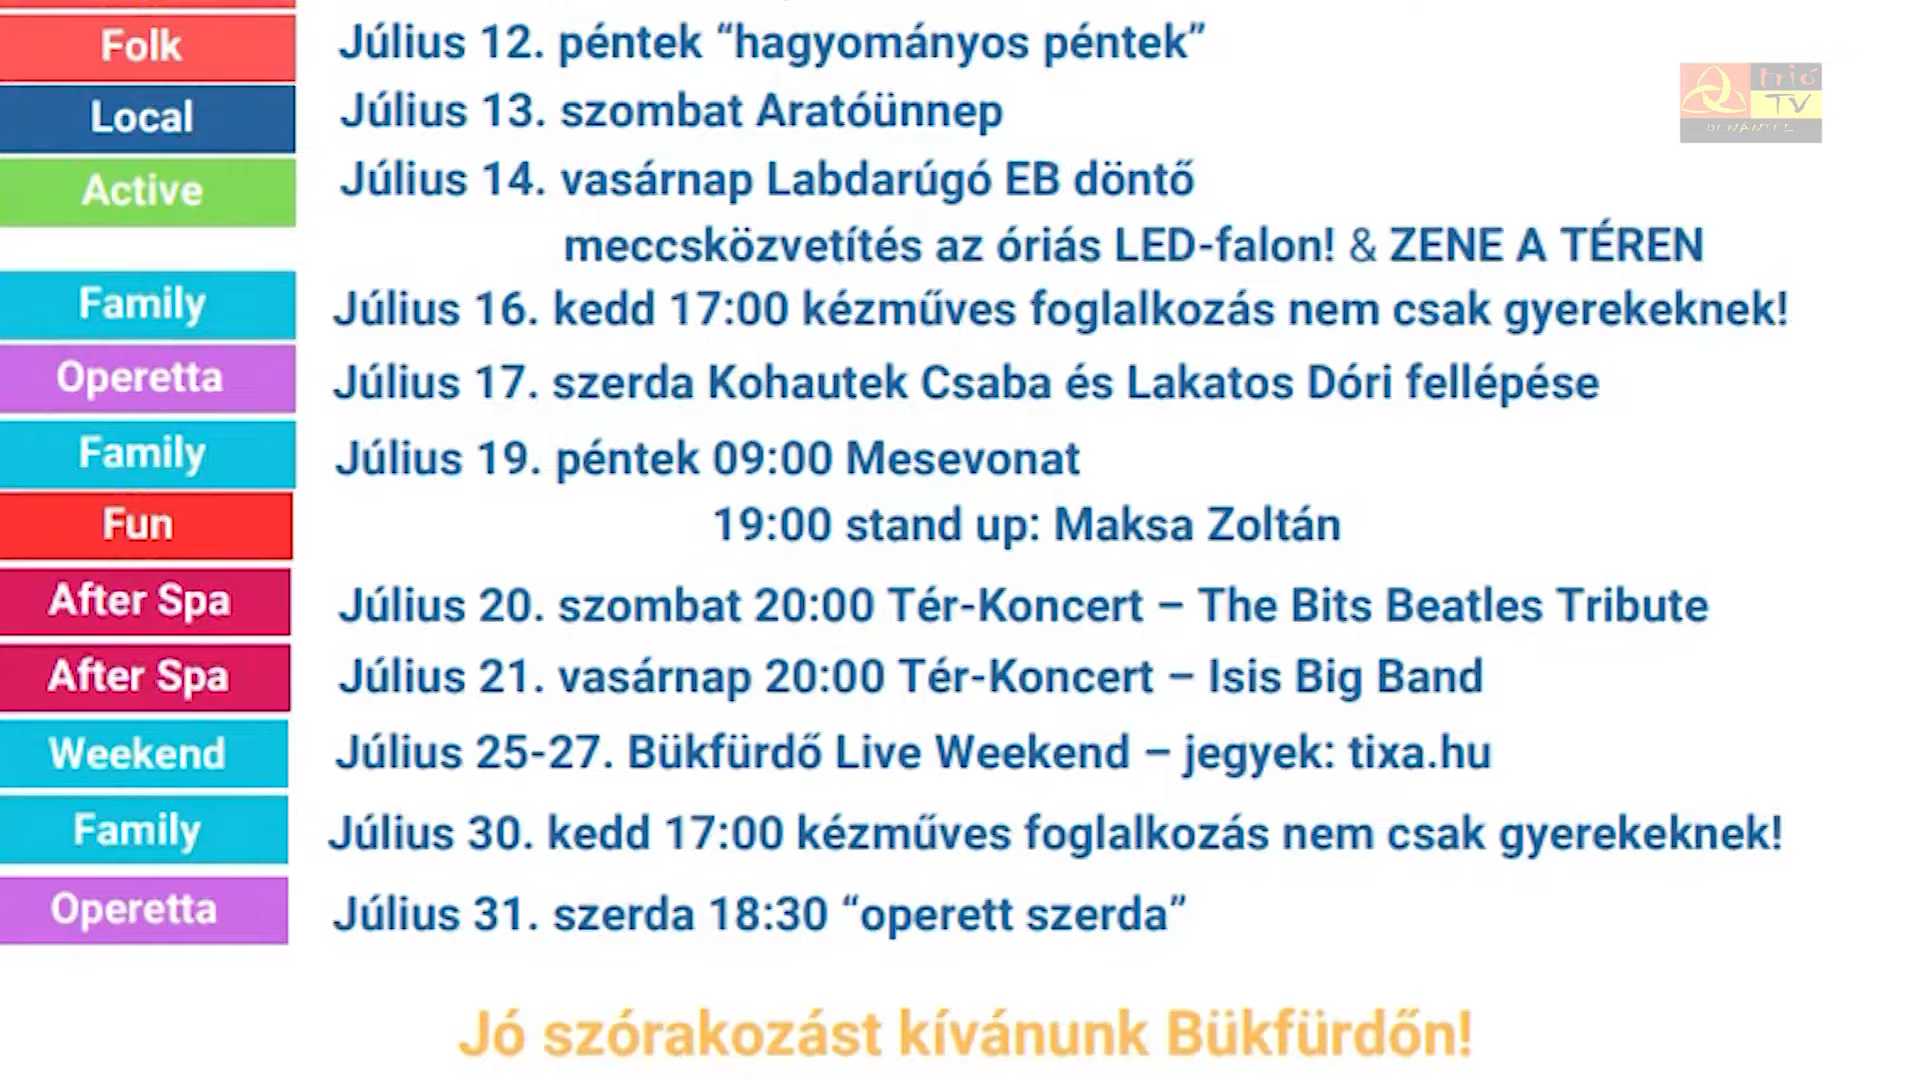 Folk Július 12. péntek “hagyományos péntek”
Local Július 13. szombat Aratóünnep
Active Július 14. vasárnap Labdarúgó EB döntő
meccsközvetítés az óriás LED-falon! & ZENE A TÉREN
Family Július 16. kedd 17:00 kézműves foglalkozás nem csak gyerekeknek!
Operetta Július 17. szerda Kohautek Csaba és Lakatos Dóri fellépése
Family Július 19. péntek 09:00 Mesevonat
Fun 19:00 stand up: Maksa Zoltán
After Spa Július 20. szombat 20:00 Tér-Koncert – The Bits Beatles Tribute
After Spa Július 21. vasárnap 20:00 Tér-Koncert – Isis Big Band
Weekend Július 25-27. Bükfürdő Live Weekend – jegyek: tixa.hu
Family Július 30. kedd 17:00 kézműves foglalkozás nem csak gyerekeknek!
Operetta Július 31. szerda 18:30 “operett szerda”
Jó szórakozást kívánunk Bükfürdőn!
Trió
TV